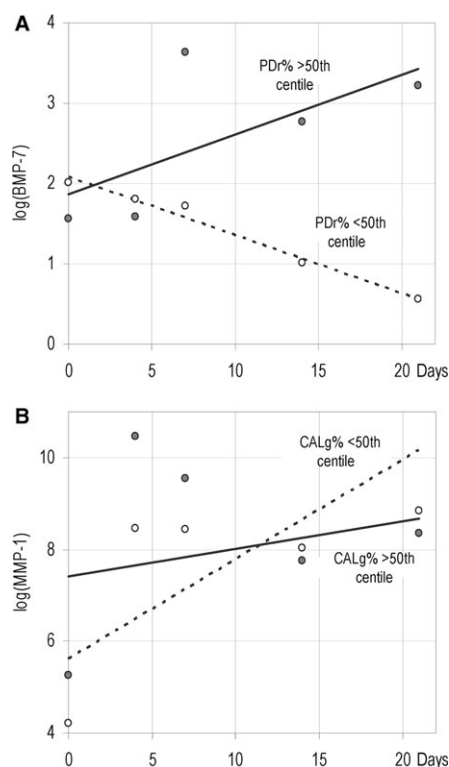 A
4
3
2
1
0
log(BMP-7)
PDr% >50th
centile
PDr% <50th
centile
0 5 10 15 20 Days
B
10
8
6
4
log(MMP-1)
CALg% <50th
centile
CALg% >50th
centile
0 5 10 15 20 Days